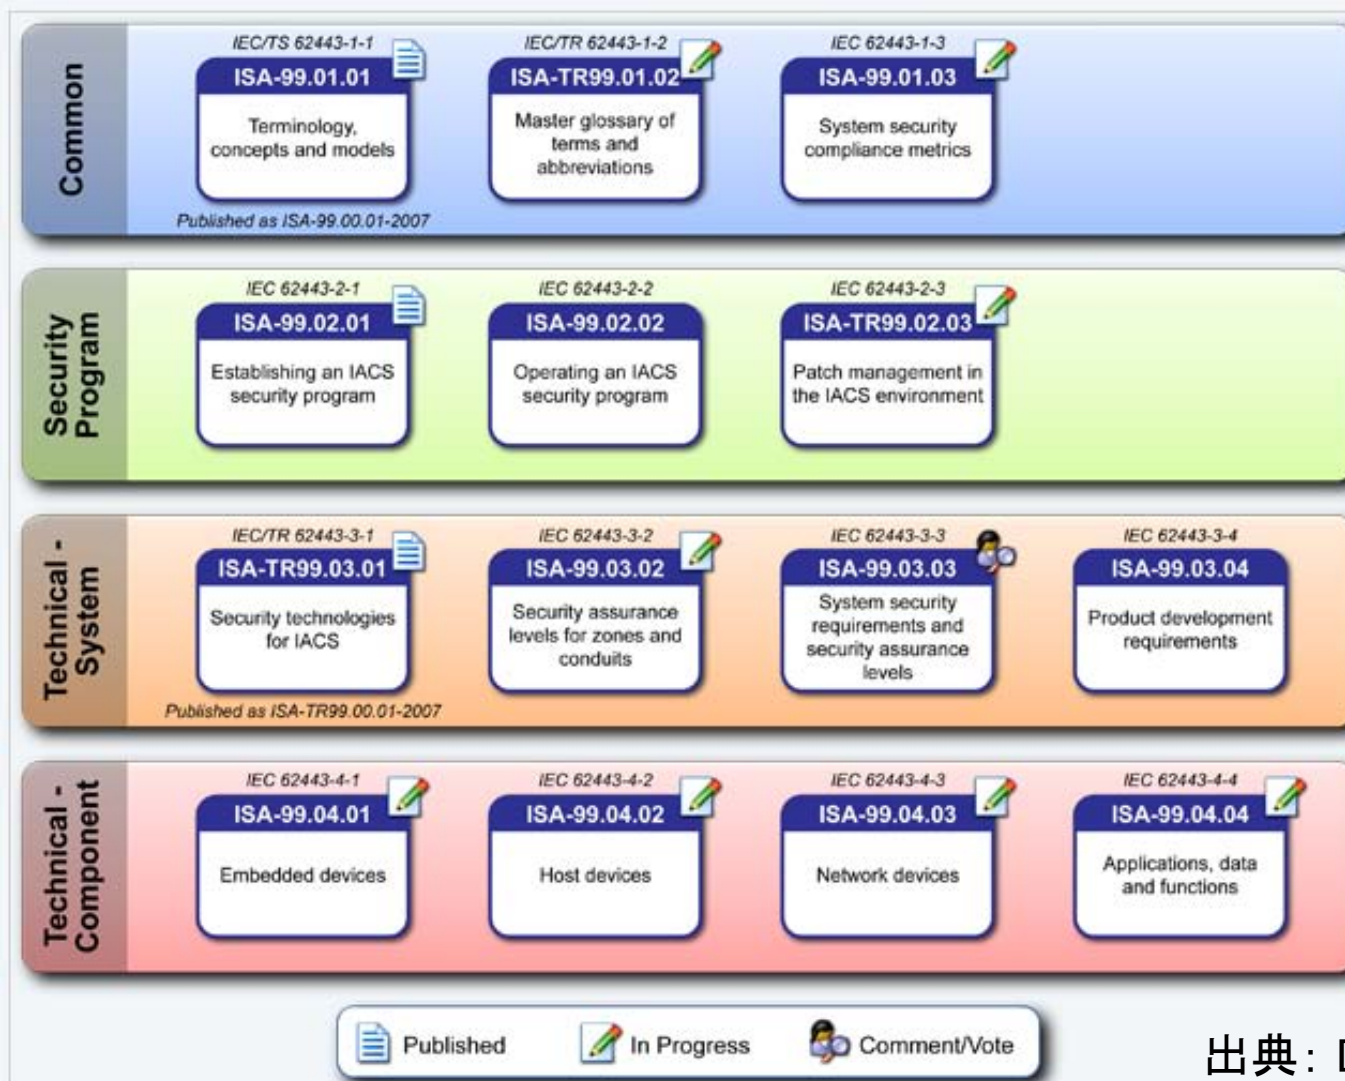 Common
IEC/TS 62443-1-1
ISA-99.01.01
Terminology,
concepts and models
Published as ISA-99.00.01-2007
IEC/TR 62443-1-2
ISA-TR99.01.02
Master glossary of
terms and
abbreviations
IEC 62443-1-3
ISA-99.01.03
System security
compliance metrics
Security
Program
IEC 62443-2-1
ISA-99.02.01
Establishing an IACS
security program
IEC 62443-2-2
ISA-99.02.02
Operating an IACS
security program
IEC 62443-2-3
ISA-TR99.02.03
Patch management in
the IACS environment
Technical -
System
IEC/TR 62443-3-1
ISA-TR99.03.01
Security technologies
for IACS
Published as ISA-TR99.00.01-2007
IEC 62443-3-2
ISA-99.03.02
Security assurance
levels for zones and
conduits
IEC 62443-3-3
ISA-99.03.03
System security
requirements and
security assurance
levels
IEC 62443-3-4
ISA-99.03.04
Product development
requirements
Technical -
Component
IEC 62443-4-1
ISA-99.04.01
Embedded devices
IEC 62443-4-2
ISA-99.04.02
Host devices
IEC 62443-4-3
ISA-99.04.03
Network devices
IEC 62443-4-4
ISA-99.04.04
Applications, data
and functions
Published
In Progress
Comment/Vote
出典: